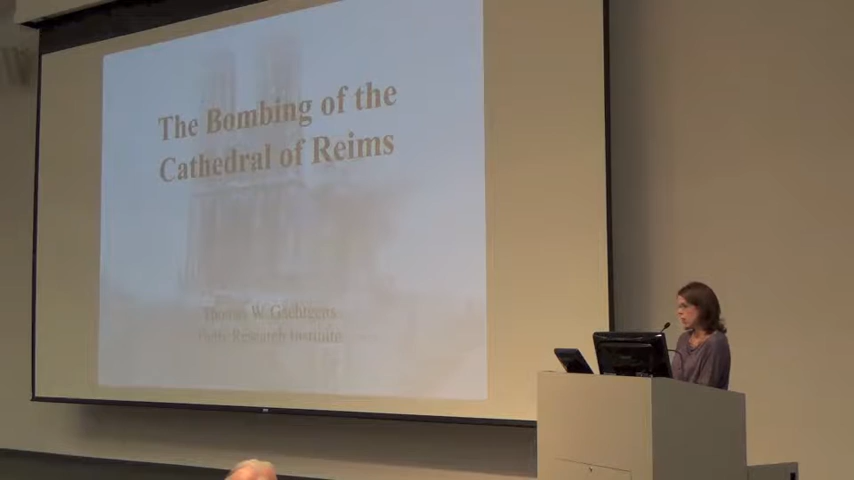 The Bombing of the
Cathedral of Reims
Thomas W. Gaehtgens
Getty Research Institute